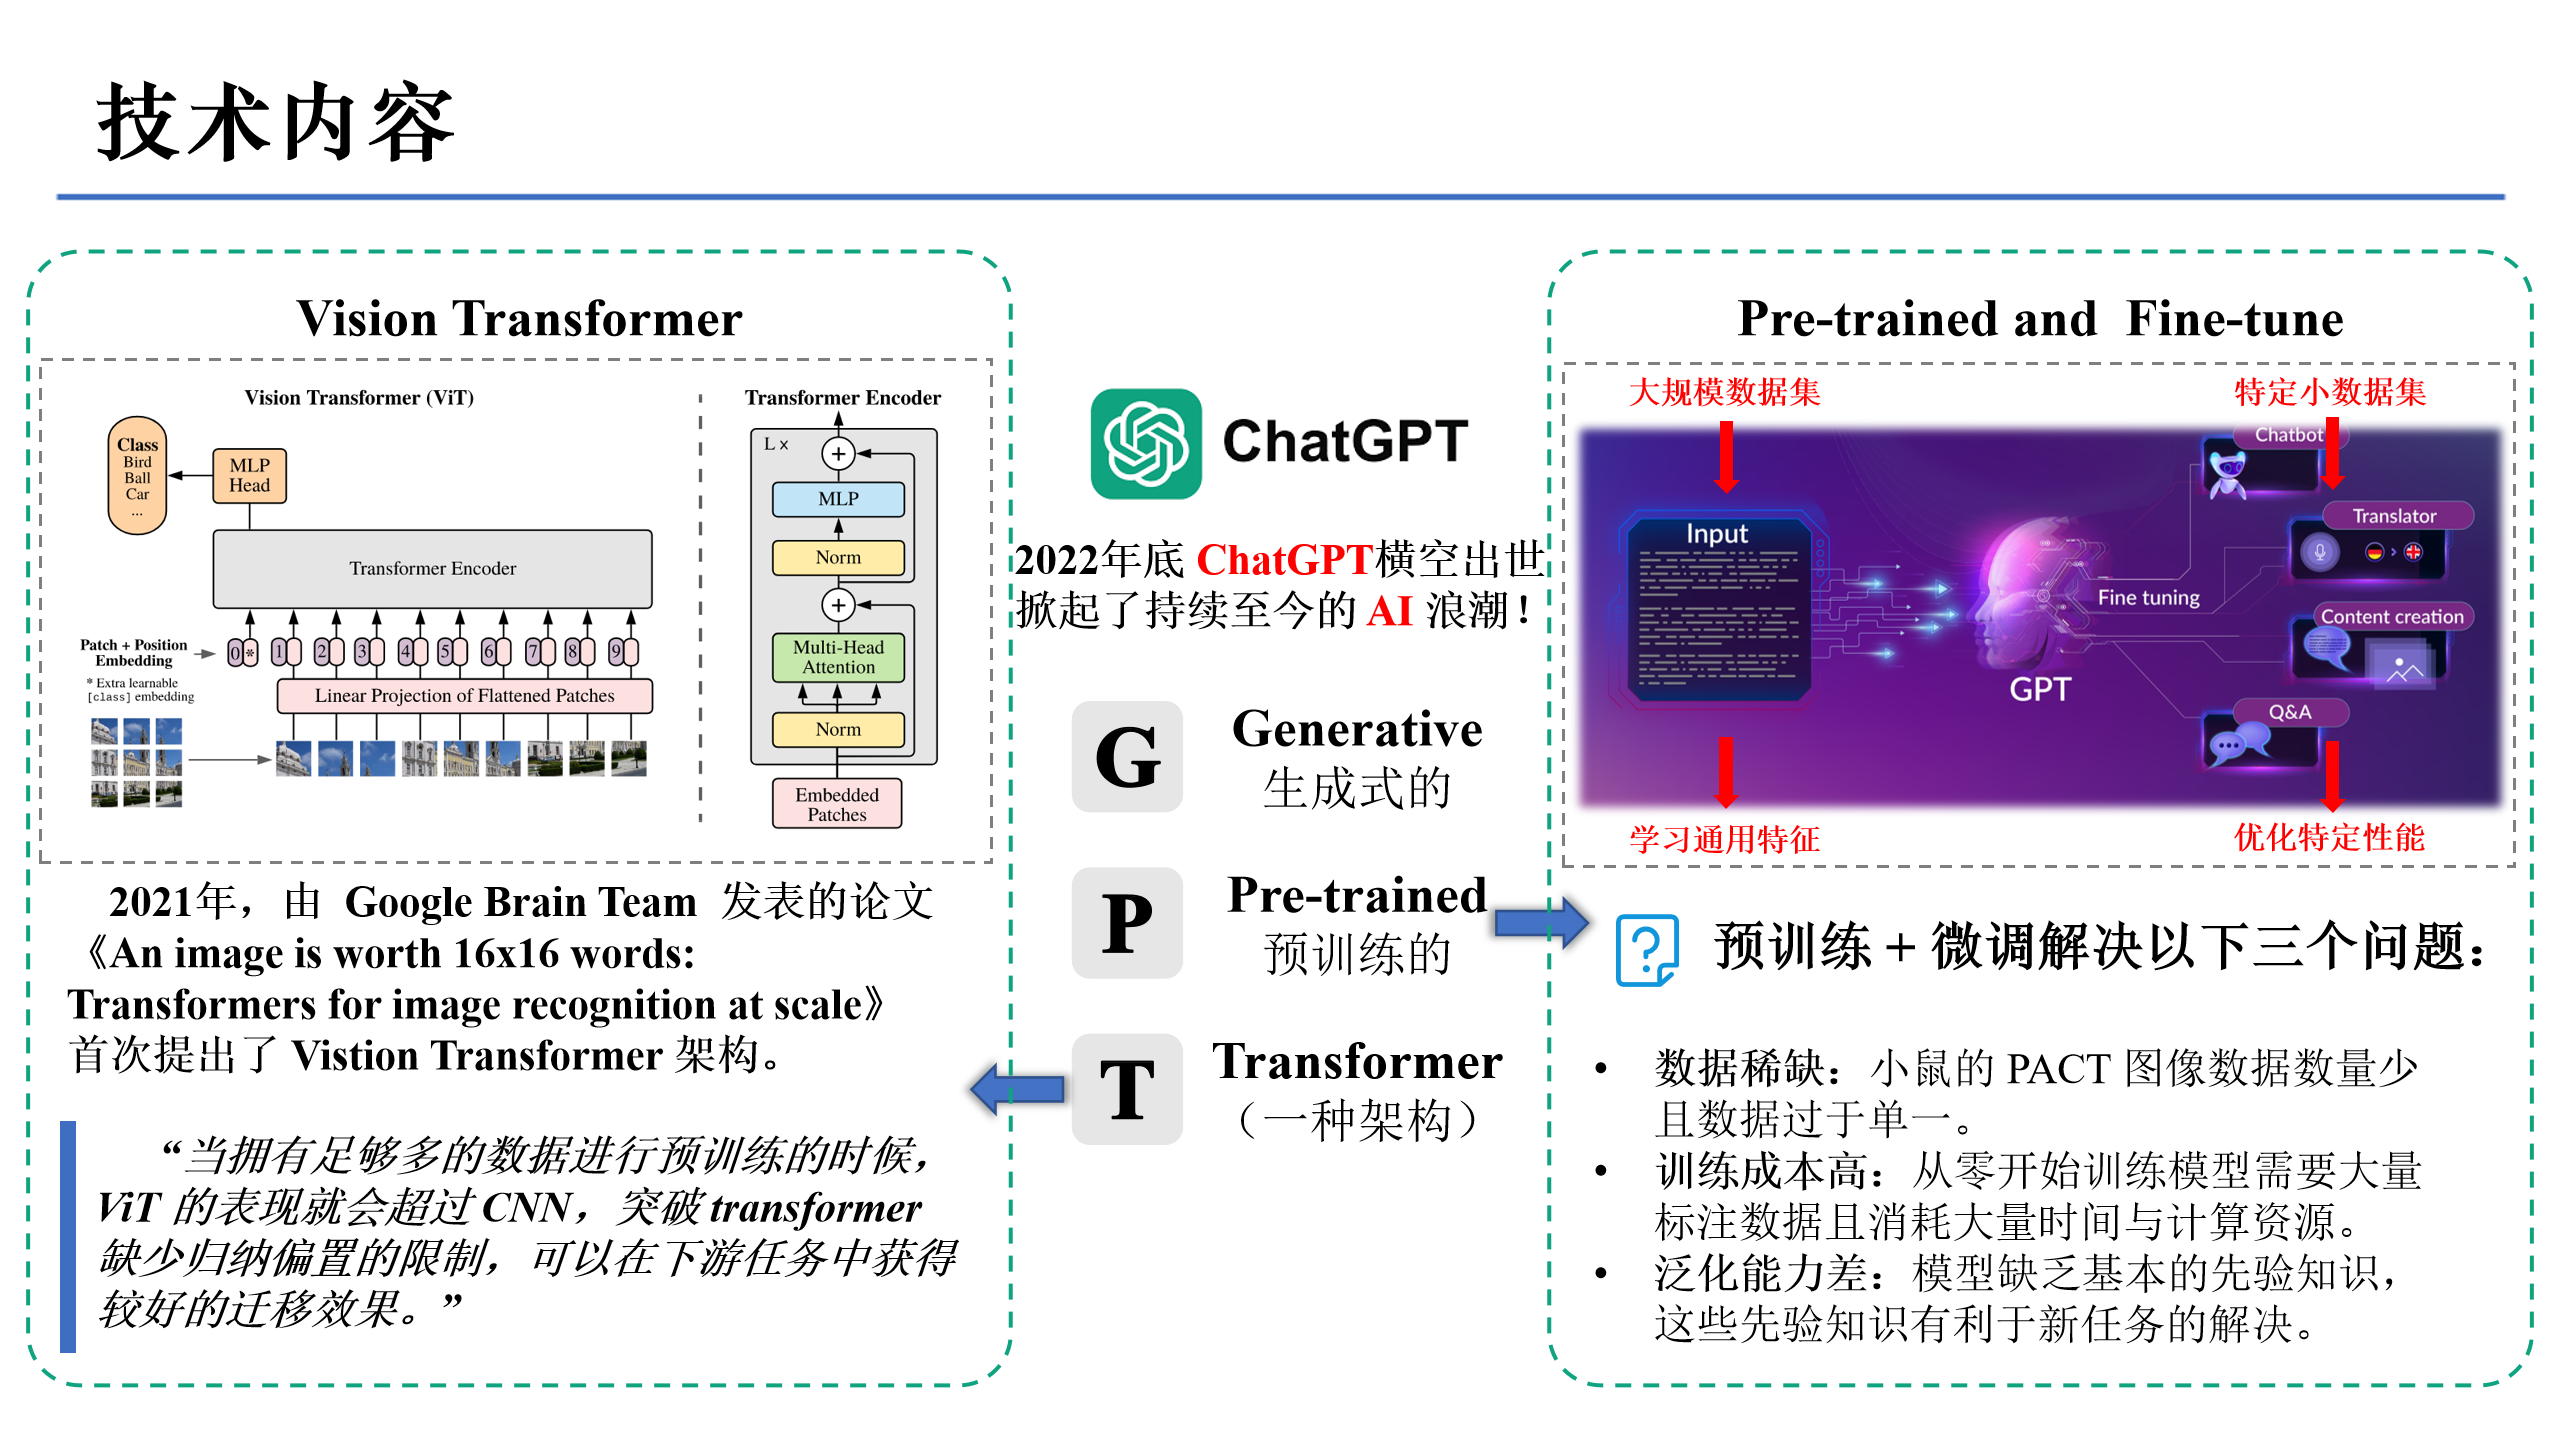 技术内容
Vision Transformer
Vision Transformer (ViT)
Transformer Encoder
Class
Bird
Ball
Car
...
MLP
Head
Transformer Encoder
Patch + Position
Embedding
* Extra learnable
[class] embedding
0 * 1 2 3 4 5 6 7 8 9
Linear Projection of Flattened Patches
L x
+
MLP
Norm
+
Multi-Head
Attention
Norm
Embedded
Patches
2021年，由 Google Brain Team 发表的论文
《An image is worth 16x16 words:
Transformers for image recognition at scale》
首次提出了 Vistion Transformer 架构。
“当拥有足够多的数据进行预训练的时候，
ViT 的表现就会超过 CNN，突破 transformer
缺少归纳偏置的限制，可以在下游任务中获得
较好的迁移效果。”
ChatGPT
2022年底 ChatGPT横空出世
掀起了持续至今的 AI 浪潮！
G
Generative
生成式的
P
Pre-trained
预训练的
T
Transformer
（一种架构）
Pre-trained and Fine-tune
大规模数据集
特定小数据集
Input
GPT
Fine tuning
Chatbot
Translator
Content creation
Q&A
学习通用特征
优化特定性能
预训练 + 微调解决以下三个问题：
• 数据稀缺：小鼠的 PACT 图像数据数量少
且数据过于单一。
• 训练成本高：从零开始训练模型需要大量
标注数据且消耗大量时间与计算资源。
• 泛化能力差：模型缺乏基本的先验知识，
这些先验知识有利于新任务的解决。